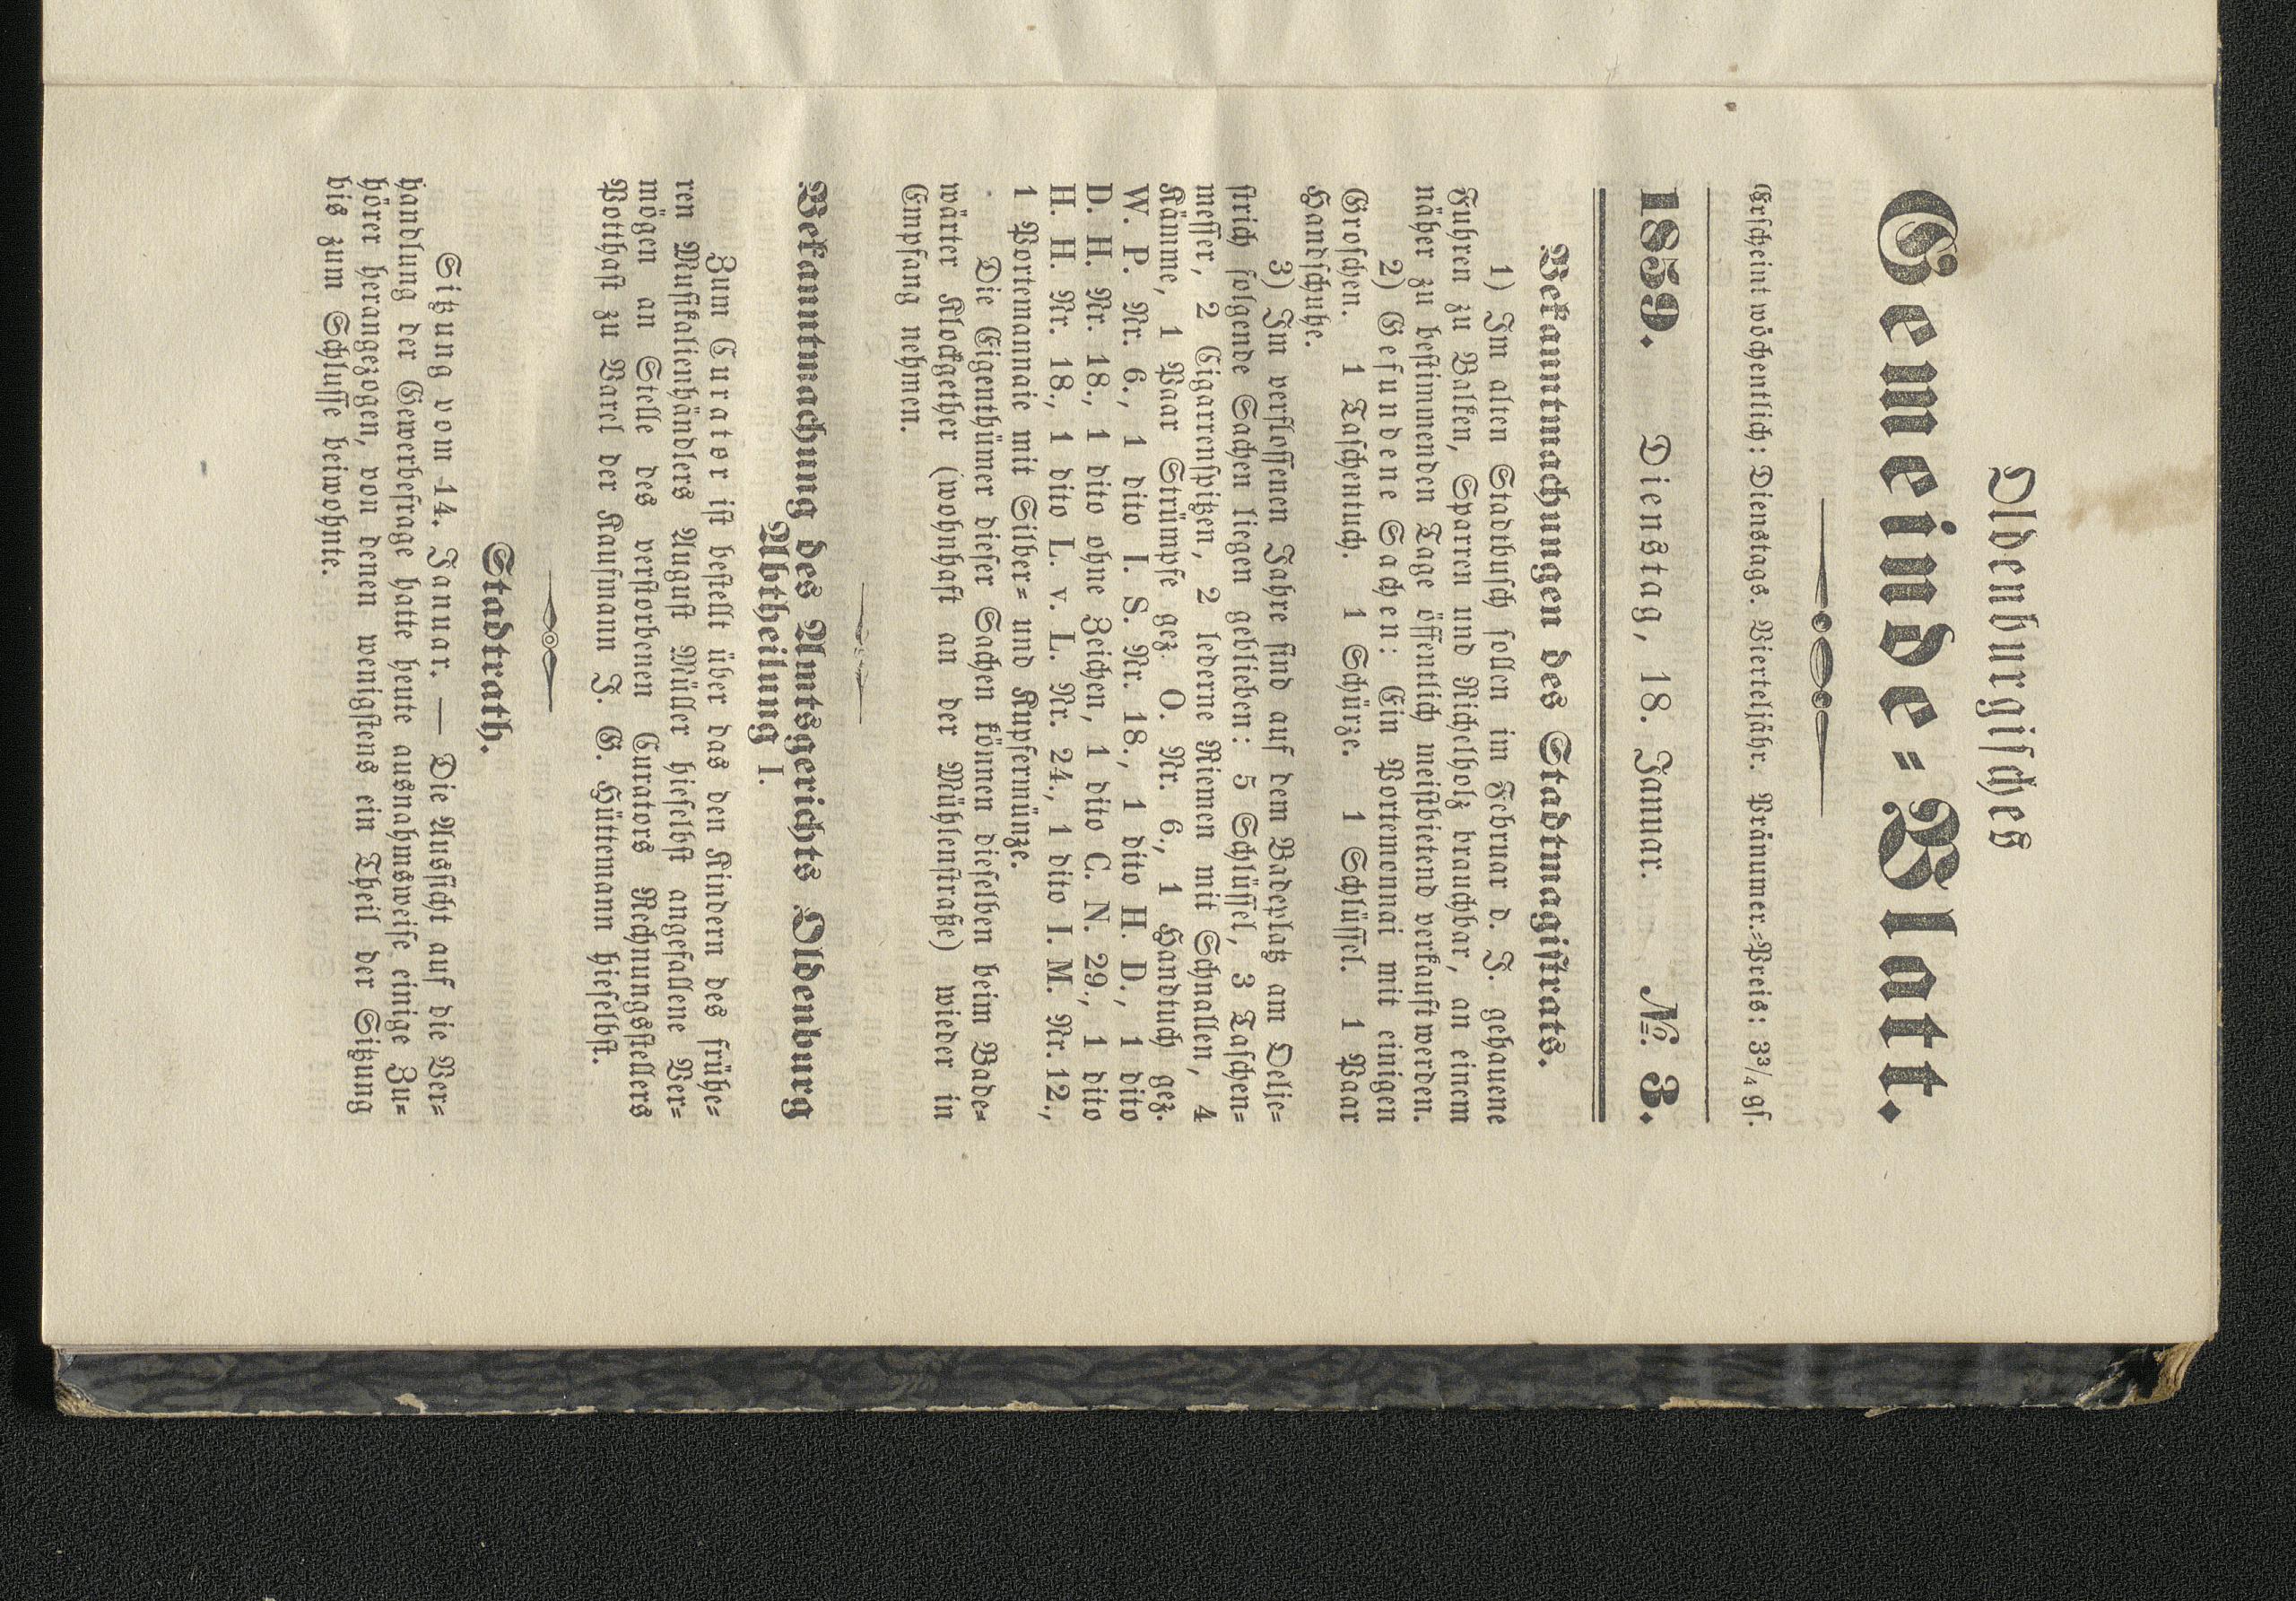 Oldenburgisches
Gemeinde-Blatt.
Erscheint wöchentlich: Dienstags. Vierteljähr. Pränumer.-Preis: 3¾ gs.
1859. Dienstag, 18. Januar. № 3.
Bekanntmachungen des Stadtmagistrats.
1) Im alten Stadtbusch sollen im Februar d. J. gehauene
Fuhren zu Balken, Sparren und Richelholz brauchbar, an einem
näher zu bestimmenden Tage öffentlich meistbietend verkauft werden.
2) Gefundene Sachen: Ein Portemonnai mit einigen
Groschen. 1 Taschentuch. 1 Schürze. 1 Schlüssel. 1 Paar
Handschuhe.
3) Im verflossenen Jahre sind auf dem Badeplatz am Delje-
strich folgende Sachen liegen geblieben: 5 Schlüssel, 3 Taschen-
messer, 2 Cigarrenspitzen, 2 lederne Riemen mit Schnallen, 4
Kämme, 1 Paar Strümpfe gez. O. Nr. 6., 1 Handtuch gez.
W. P. Nr. 6., 1 dito I. S. Nr. 18., 1 dito H. D., 1 dito
D. H. Nr. 18., 1 dito ohne Zeichen, 1 dito C. N. 29., 1 dito
H. H. Nr. 18., 1 dito L. v. L. Nr. 24., 1 dito I. M. Nr. 12.,
1 Portemannaie mit Silber- und Kupfermünze.
Die Eigenthümer dieser Sachen können dieselben beim Bade-
wärter Klockgether (wohnhaft an der Mühlenstraße) wieder in
Empfang nehmen.
Bekanntmachung des Amtsgerichts Oldenburg
Abtheilung I.
Zum Curator ist bestellt über das den Kindern des frühe-
ren Musikalienhändlers August Müller hieselbst angefallene Ver-
mögen an Stelle des verstorbenen Curators Rechnungsstellers
Potthast zu Varel der Kaufmann J. G. Hüttemann hieselbst.
Stadtrath.
Sitzung vom 14. Januar. — Die Aussicht auf die Ver-
handlung der Gewerbefrage hatte heute ausnahmsweise einige Zu-
hörer herangezogen, von denen wenigstens ein Theil der Sitzung
bis zum Schlusse beiwohnte.